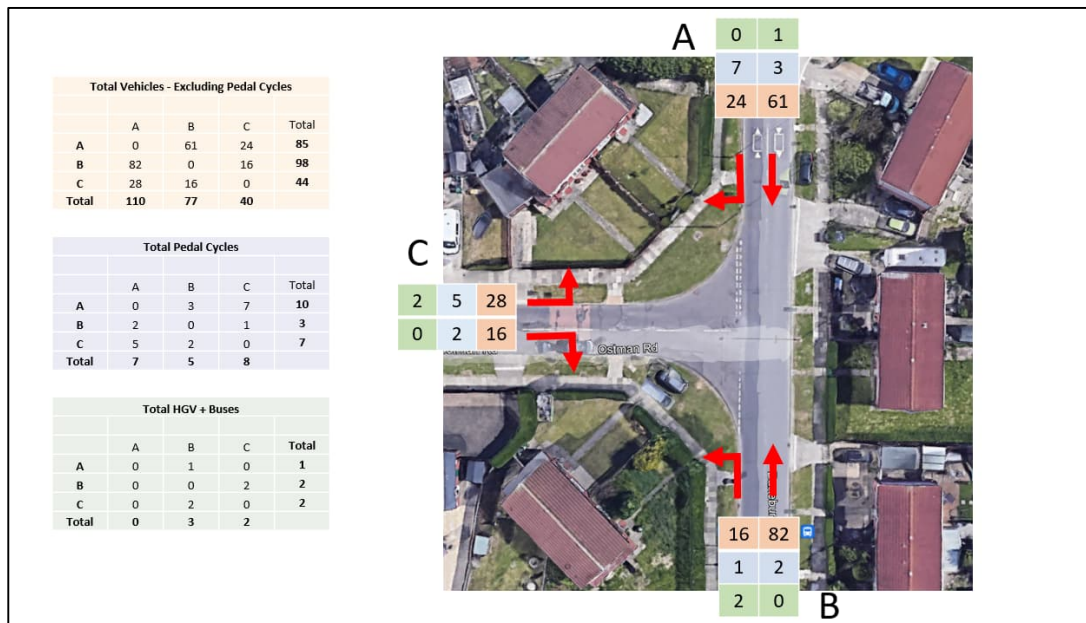 Total Vehicles - Excluding Pedal Cycles
A B C Total
A 0 61 24 85
B 82 0 16 98
C 28 16 0 44
Total 110 77 40
Total Pedal Cycles
A B C Total
A 0 3 7 10
B 2 0 1 3
C 5 2 0 7
Total 7 5 8
Total HGV + Buses
A B C Total
A 0 1 0 1
B 0 0 2 2
C 0 2 0 2
Total 0 3 2
A
0 1
7 3
24 61
C
2 5 28
0 2 16
Ostman Rd
16 82
1 2
2 0
B